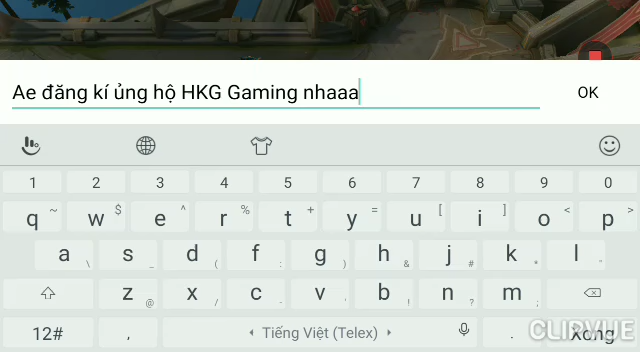 Ae đăng kí ủng hộ HKG Gaming nhaaa
OK
1 2 3 4 5 6 7 8 9 0
q ~ w $ e ^ r % t + y = u [ i ] o < p >
a \ s _ d ( f : g ) h & j # k * l "
z @ x / c - v ' b ! n ? m ;
12# , Tiếng Việt (Telex) . Xong
CLIPVUE